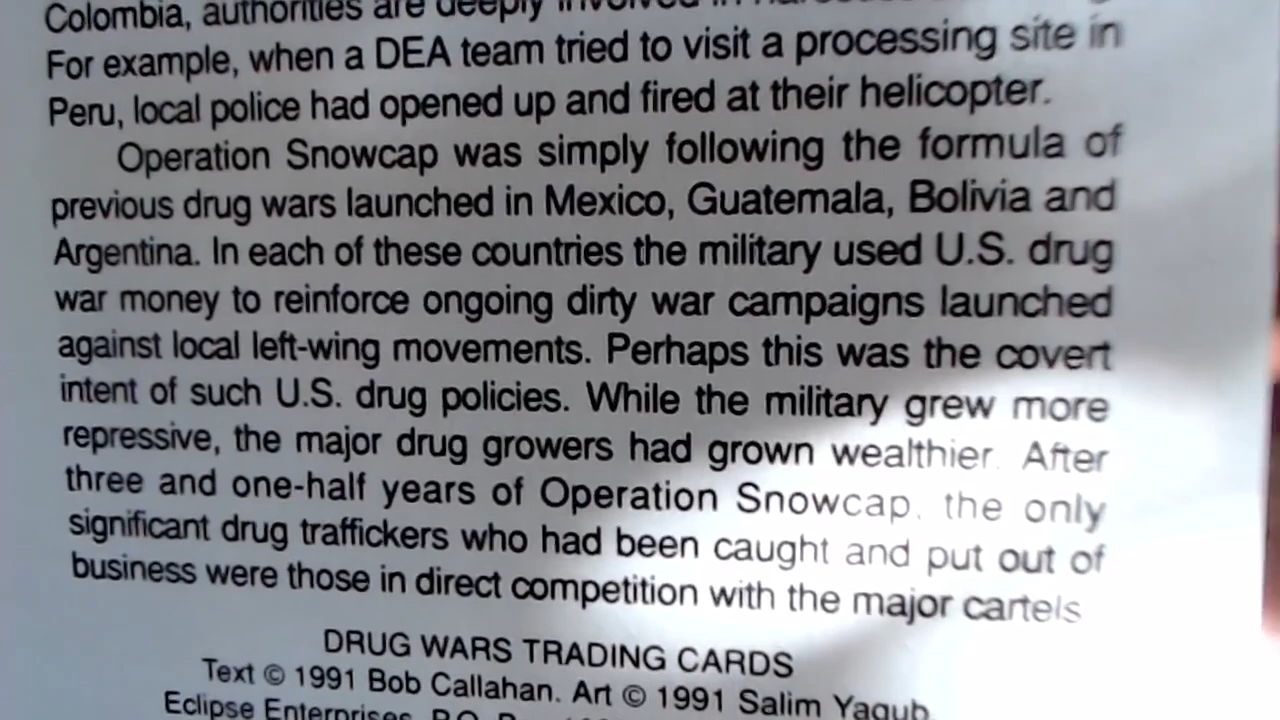 Colombia, authorities are deeply involved in
For example, when a DEA team tried to visit a processing site in
Peru, local police had opened up and fired at their helicopter.
Operation Snowcap was simply following the formula of
previous drug wars launched in Mexico, Guatemala, Bolivia and
Argentina. In each of these countries the military used U.S. drug
war money to reinforce ongoing dirty war campaigns launched
against local left-wing movements. Perhaps this was the covert
intent of such U.S. drug policies. While the military grew more
repressive, the major drug growers had grown wealthier. After
three and one-half years of Operation Snowcap, the only
significant drug traffickers who had been caught and put out of
business were those in direct competition with the major cartels
DRUG WARS TRADING CARDS
Text © 1991 Bob Callahan. Art © 1991 Salim Yaqub.
Eclipse Enterprises, P.O.